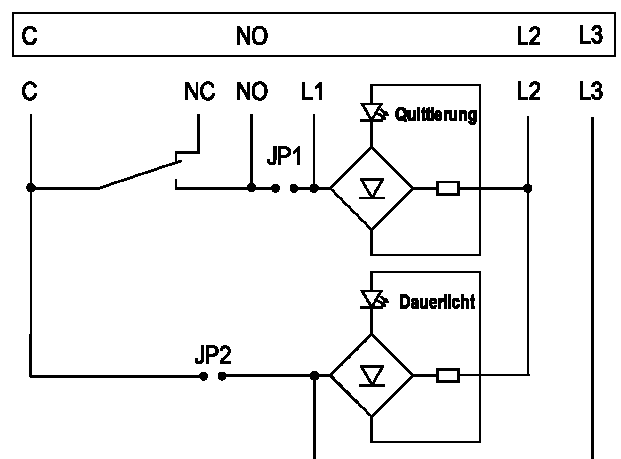 C NO L2 L3
C NC NO L1 L2 L3
Quittierung
JP1
Dauerlicht
JP2